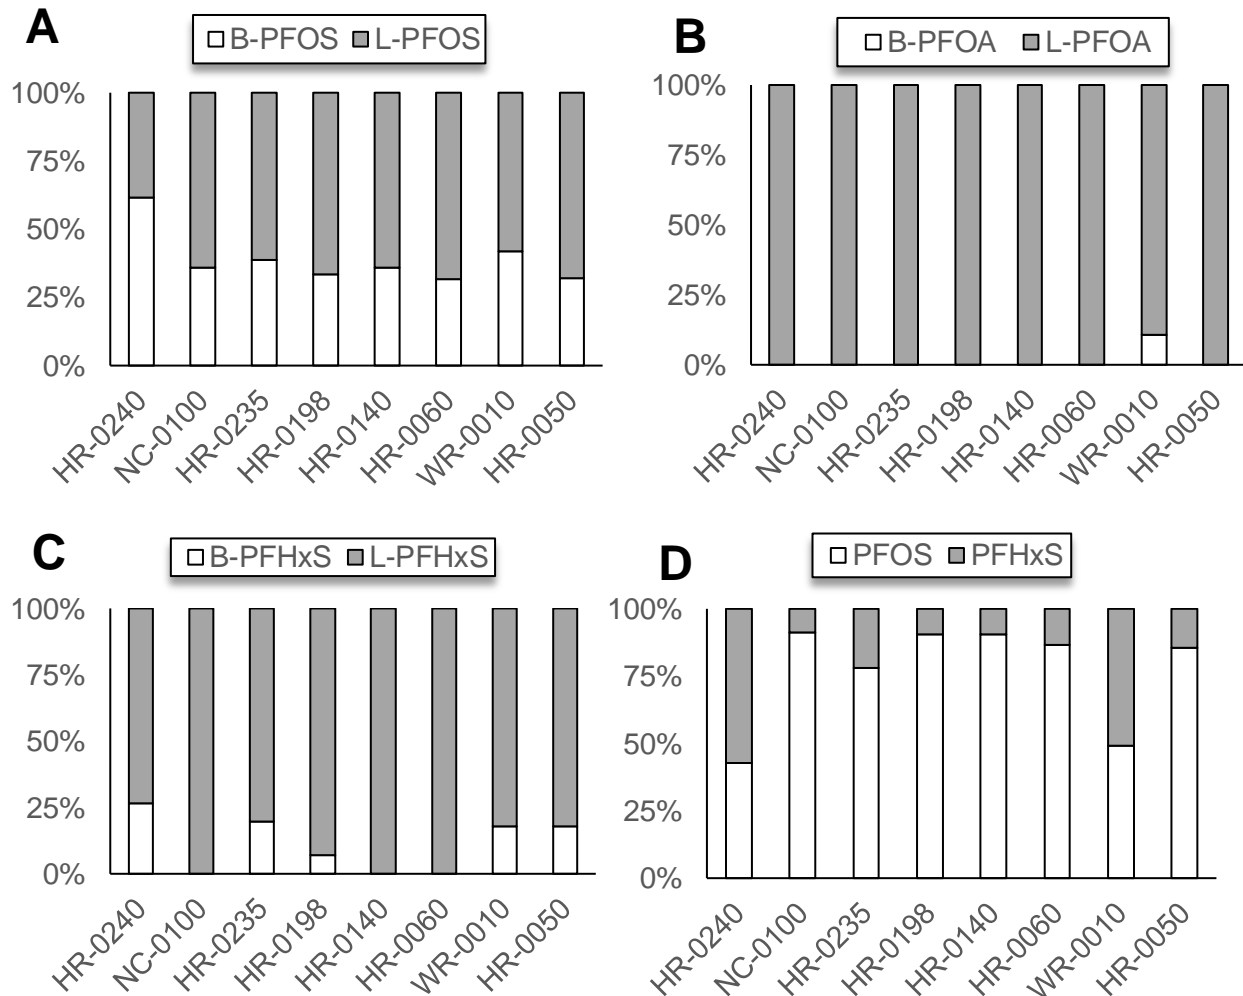 A
B-PFOS L-PFOS
100%
75%
50%
25%
0%
HR-0240
NC-0100
HR-0235
HR-0198
HR-0140
HR-0060
WR-0010
HR-0050
B
B-PFOA L-PFOA
100%
75%
50%
25%
0%
HR-0240
NC-0100
HR-0235
HR-0198
HR-0140
HR-0060
WR-0010
HR-0050
C
B-PFHxS L-PFHxS
100%
75%
50%
25%
0%
HR-0240
NC-0100
HR-0235
HR-0198
HR-0140
HR-0060
WR-0010
HR-0050
D
PFOS PFHxS
100%
75%
50%
25%
0%
HR-0240
NC-0100
HR-0235
HR-0198
HR-0140
HR-0060
WR-0010
HR-0050